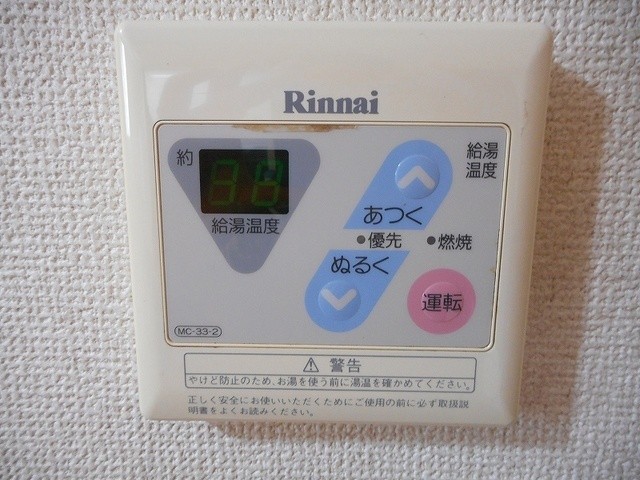 Rinnai
約
給湯温度
給湯
温度
あつく
優先
燃焼
ぬるく
運転
MC-33-2
警告
やけど防止のため、お湯を使う前に湯温を確かめてください。
正しく安全にお使いいただくためにご使用の前に必ず取扱説
明書をよくお読みください。